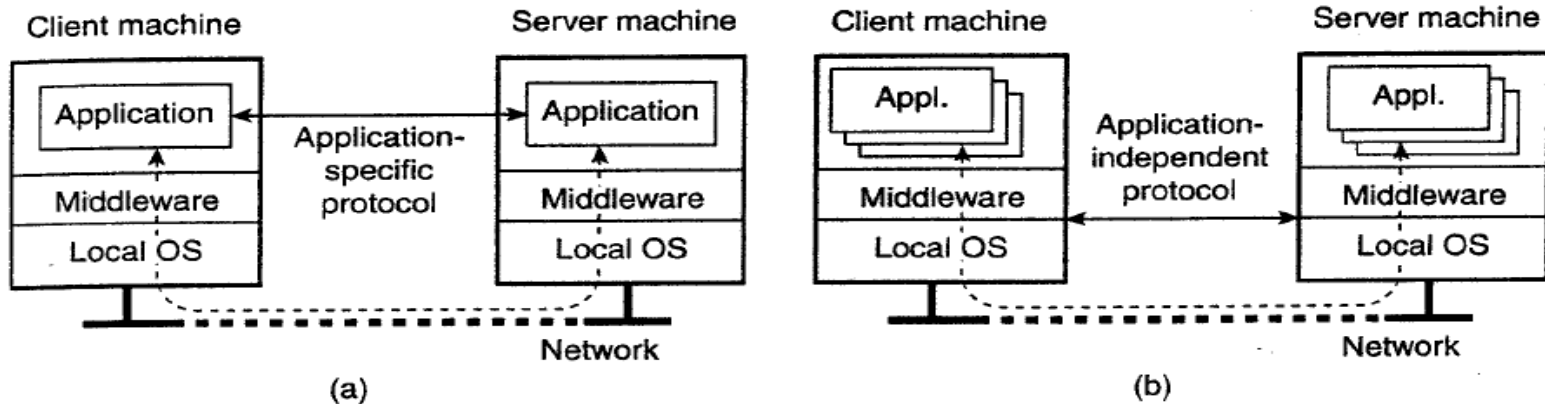 Client machine
Server machine
Application
Application
Application-
specific
protocol
Middleware
Middleware
Local OS
Local OS
Network
(a)
Client machine
Server machine
Appl.
Appl.
Application-
independent
protocol
Middleware
Middleware
Local OS
Local OS
Network
(b)